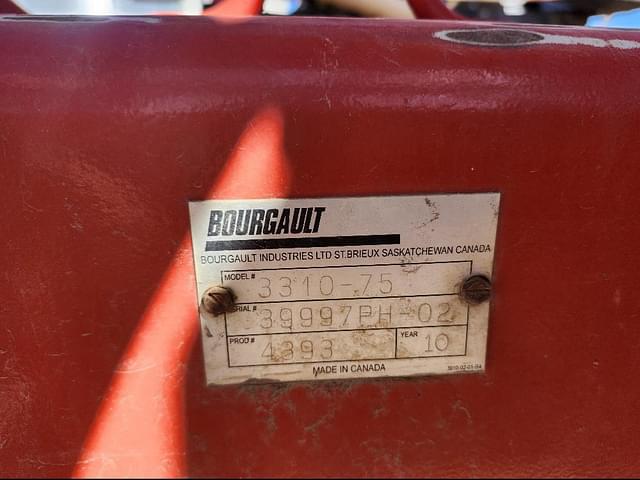 BOURGAULT
BOURGAULT INDUSTRIES LTD ST.BRIEUX SASKATCHEWAN CANADA
MODEL # 3310-75
SERIAL # 39997PH-02
PROD # 4393 YEAR 10
MADE IN CANADA